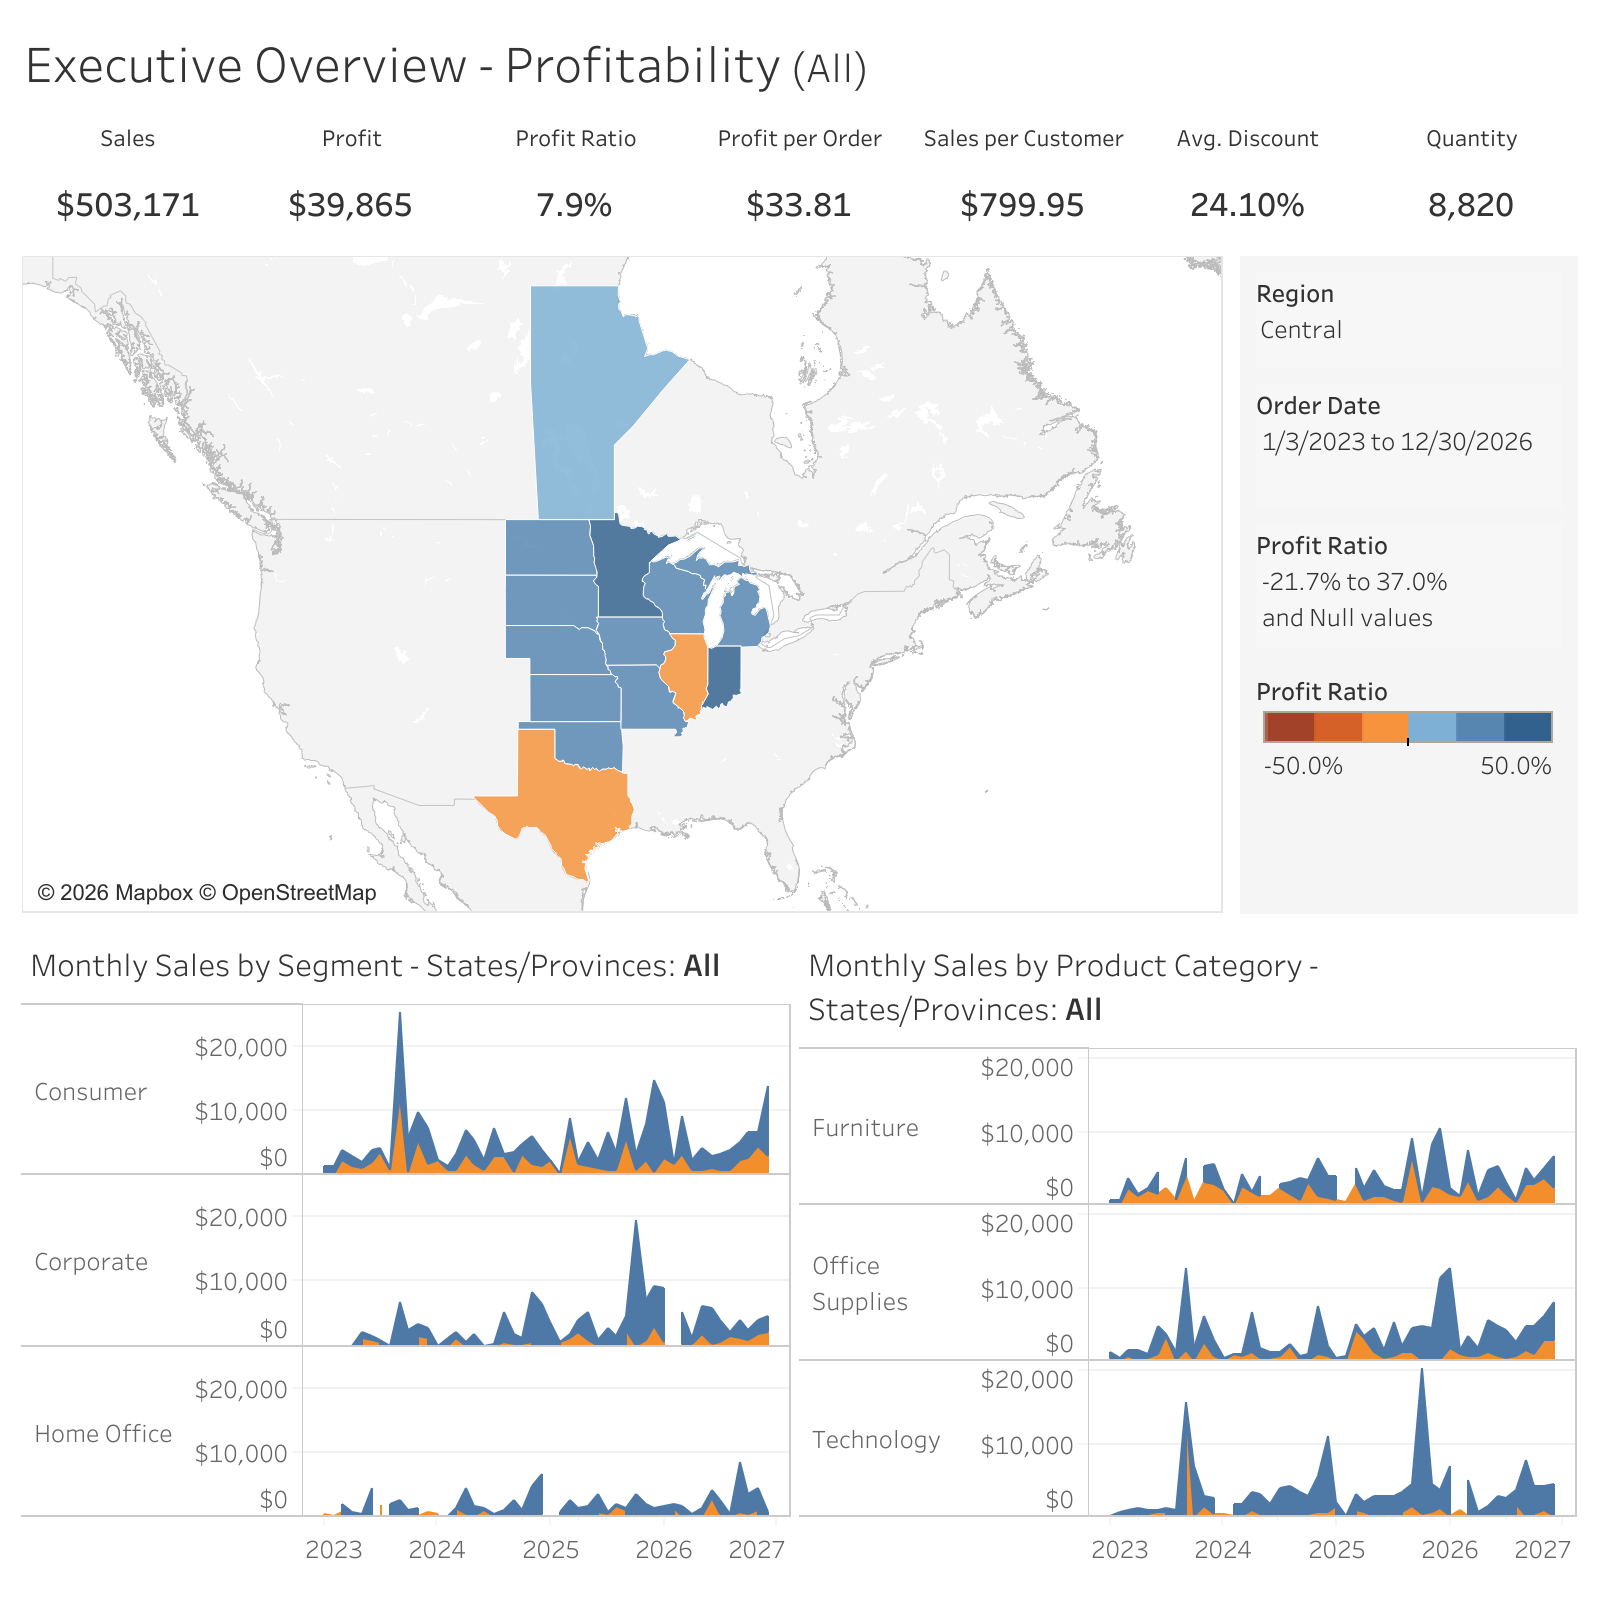 Executive Overview - Profitability (All)
Sales
Profit
Profit Ratio
Profit per Order
Sales per Customer
Avg. Discount
Quantity
$503,171
$39,865
7.9%
$33.81
$799.95
24.10%
8,820
© 2026 Mapbox © OpenStreetMap
Region
Central
Order Date
1/3/2023 to 12/30/2026
Profit Ratio
-21.7% to 37.0%
and Null values
Profit Ratio
-50.0%
50.0%
Monthly Sales by Segment - States/Provinces: All
Consumer
$20,000
$10,000
$0
Corporate
$20,000
$10,000
$0
Home Office
$20,000
$10,000
$0
2023
2024
2025
2026
2027
Monthly Sales by Product Category -
States/Provinces: All
Furniture
$20,000
$10,000
$0
Office
Supplies
$20,000
$10,000
$0
Technology
$20,000
$10,000
$0
2023
2024
2025
2026
2027